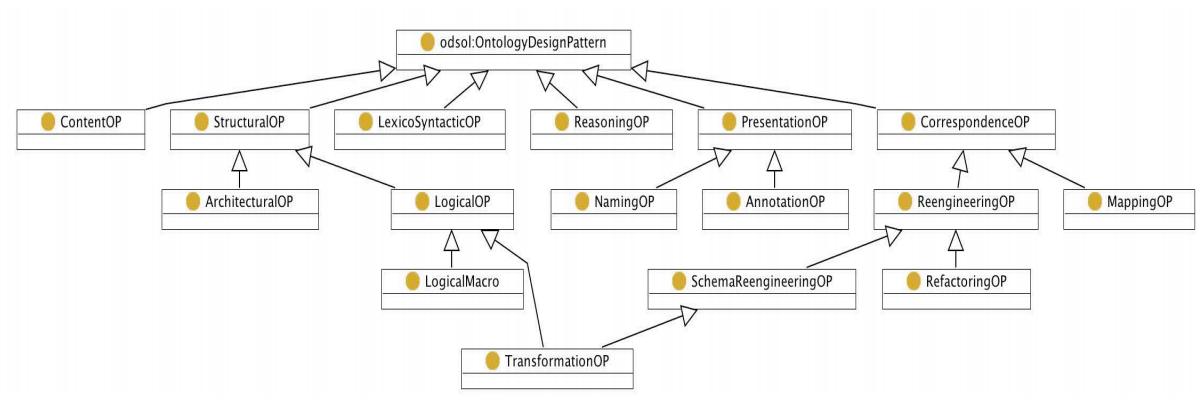 odsol:OntologyDesignPattern
ContentOP
StructuralOP
LexicoSyntacticOP
ReasoningOP
PresentationOP
CorrespondenceOP
ArchitecturalOP
LogicalOP
NamingOP
AnnotationOP
ReengineeringOP
MappingOP
LogicalMacro
SchemaReengineeringOP
RefactoringOP
TransformationOP